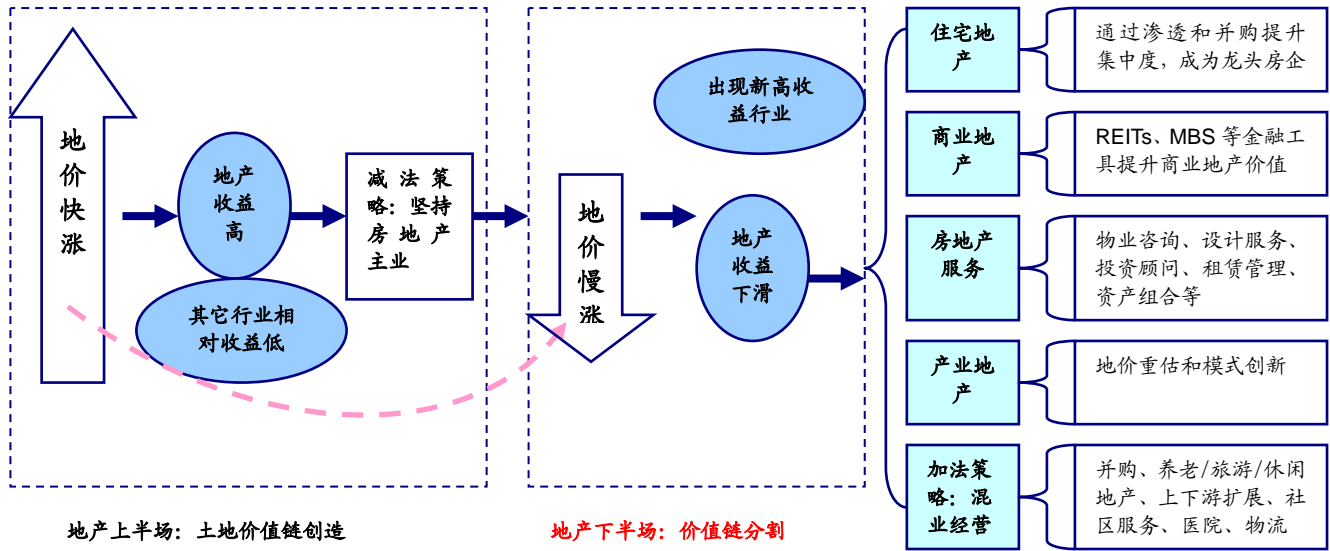 地
价
快
涨
地产
收益
高
其它行业相
对收益低
减法策
略：坚持
房地产
主业
地产上半场：土地价值链创造
出现新高收
益行业
地
价
慢
涨
地产
收益
下滑
地产下半场：价值链分割
住宅地
产
通过渗透和并购提升
集中度，成为龙头房企
商业地
产
REITs、MBS 等金融工
具提升商业地产价值
房地产
服务
物业咨询、设计服务、
投资顾问、租赁管理、
资产组合等
产业地
产
地价重估和模式创新
加法策
略：混
业经营
并购、养老/旅游/休闲
地产、上下游扩展、社
区服务、医院、物流